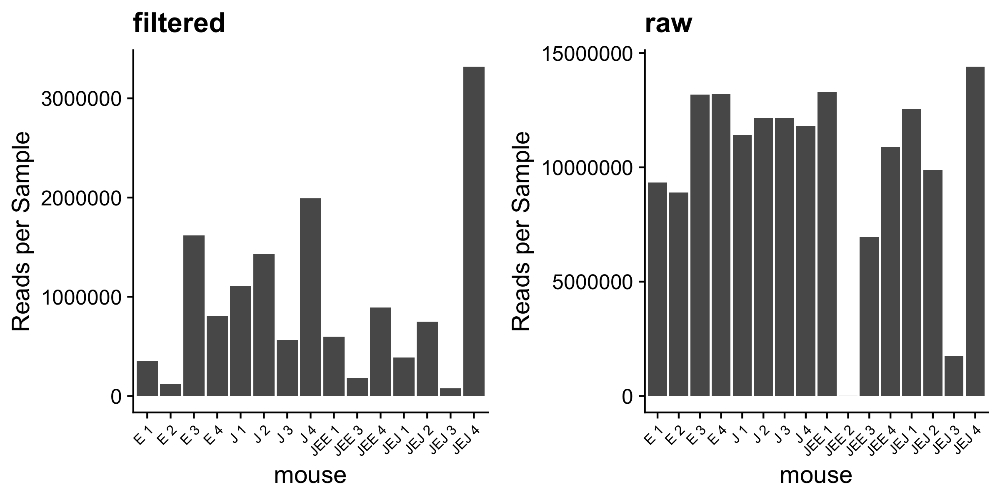 filtered
Reads per Sample
3000000
2000000
1000000
0
E 1
E 2
E 3
E 4
J 1
J 2
J 3
J 4
JEE 1
JEE 3
JEE 4
JEJ 1
JEJ 2
JEJ 3
JEJ 4
mouse
raw
Reads per Sample
15000000
10000000
5000000
0
E 1
E 2
E 3
E 4
J 1
J 2
J 3
J 4
JEE 1
JEE 2
JEE 3
JEE 4
JEJ 1
JEJ 2
JEJ 3
JEJ 4
mouse